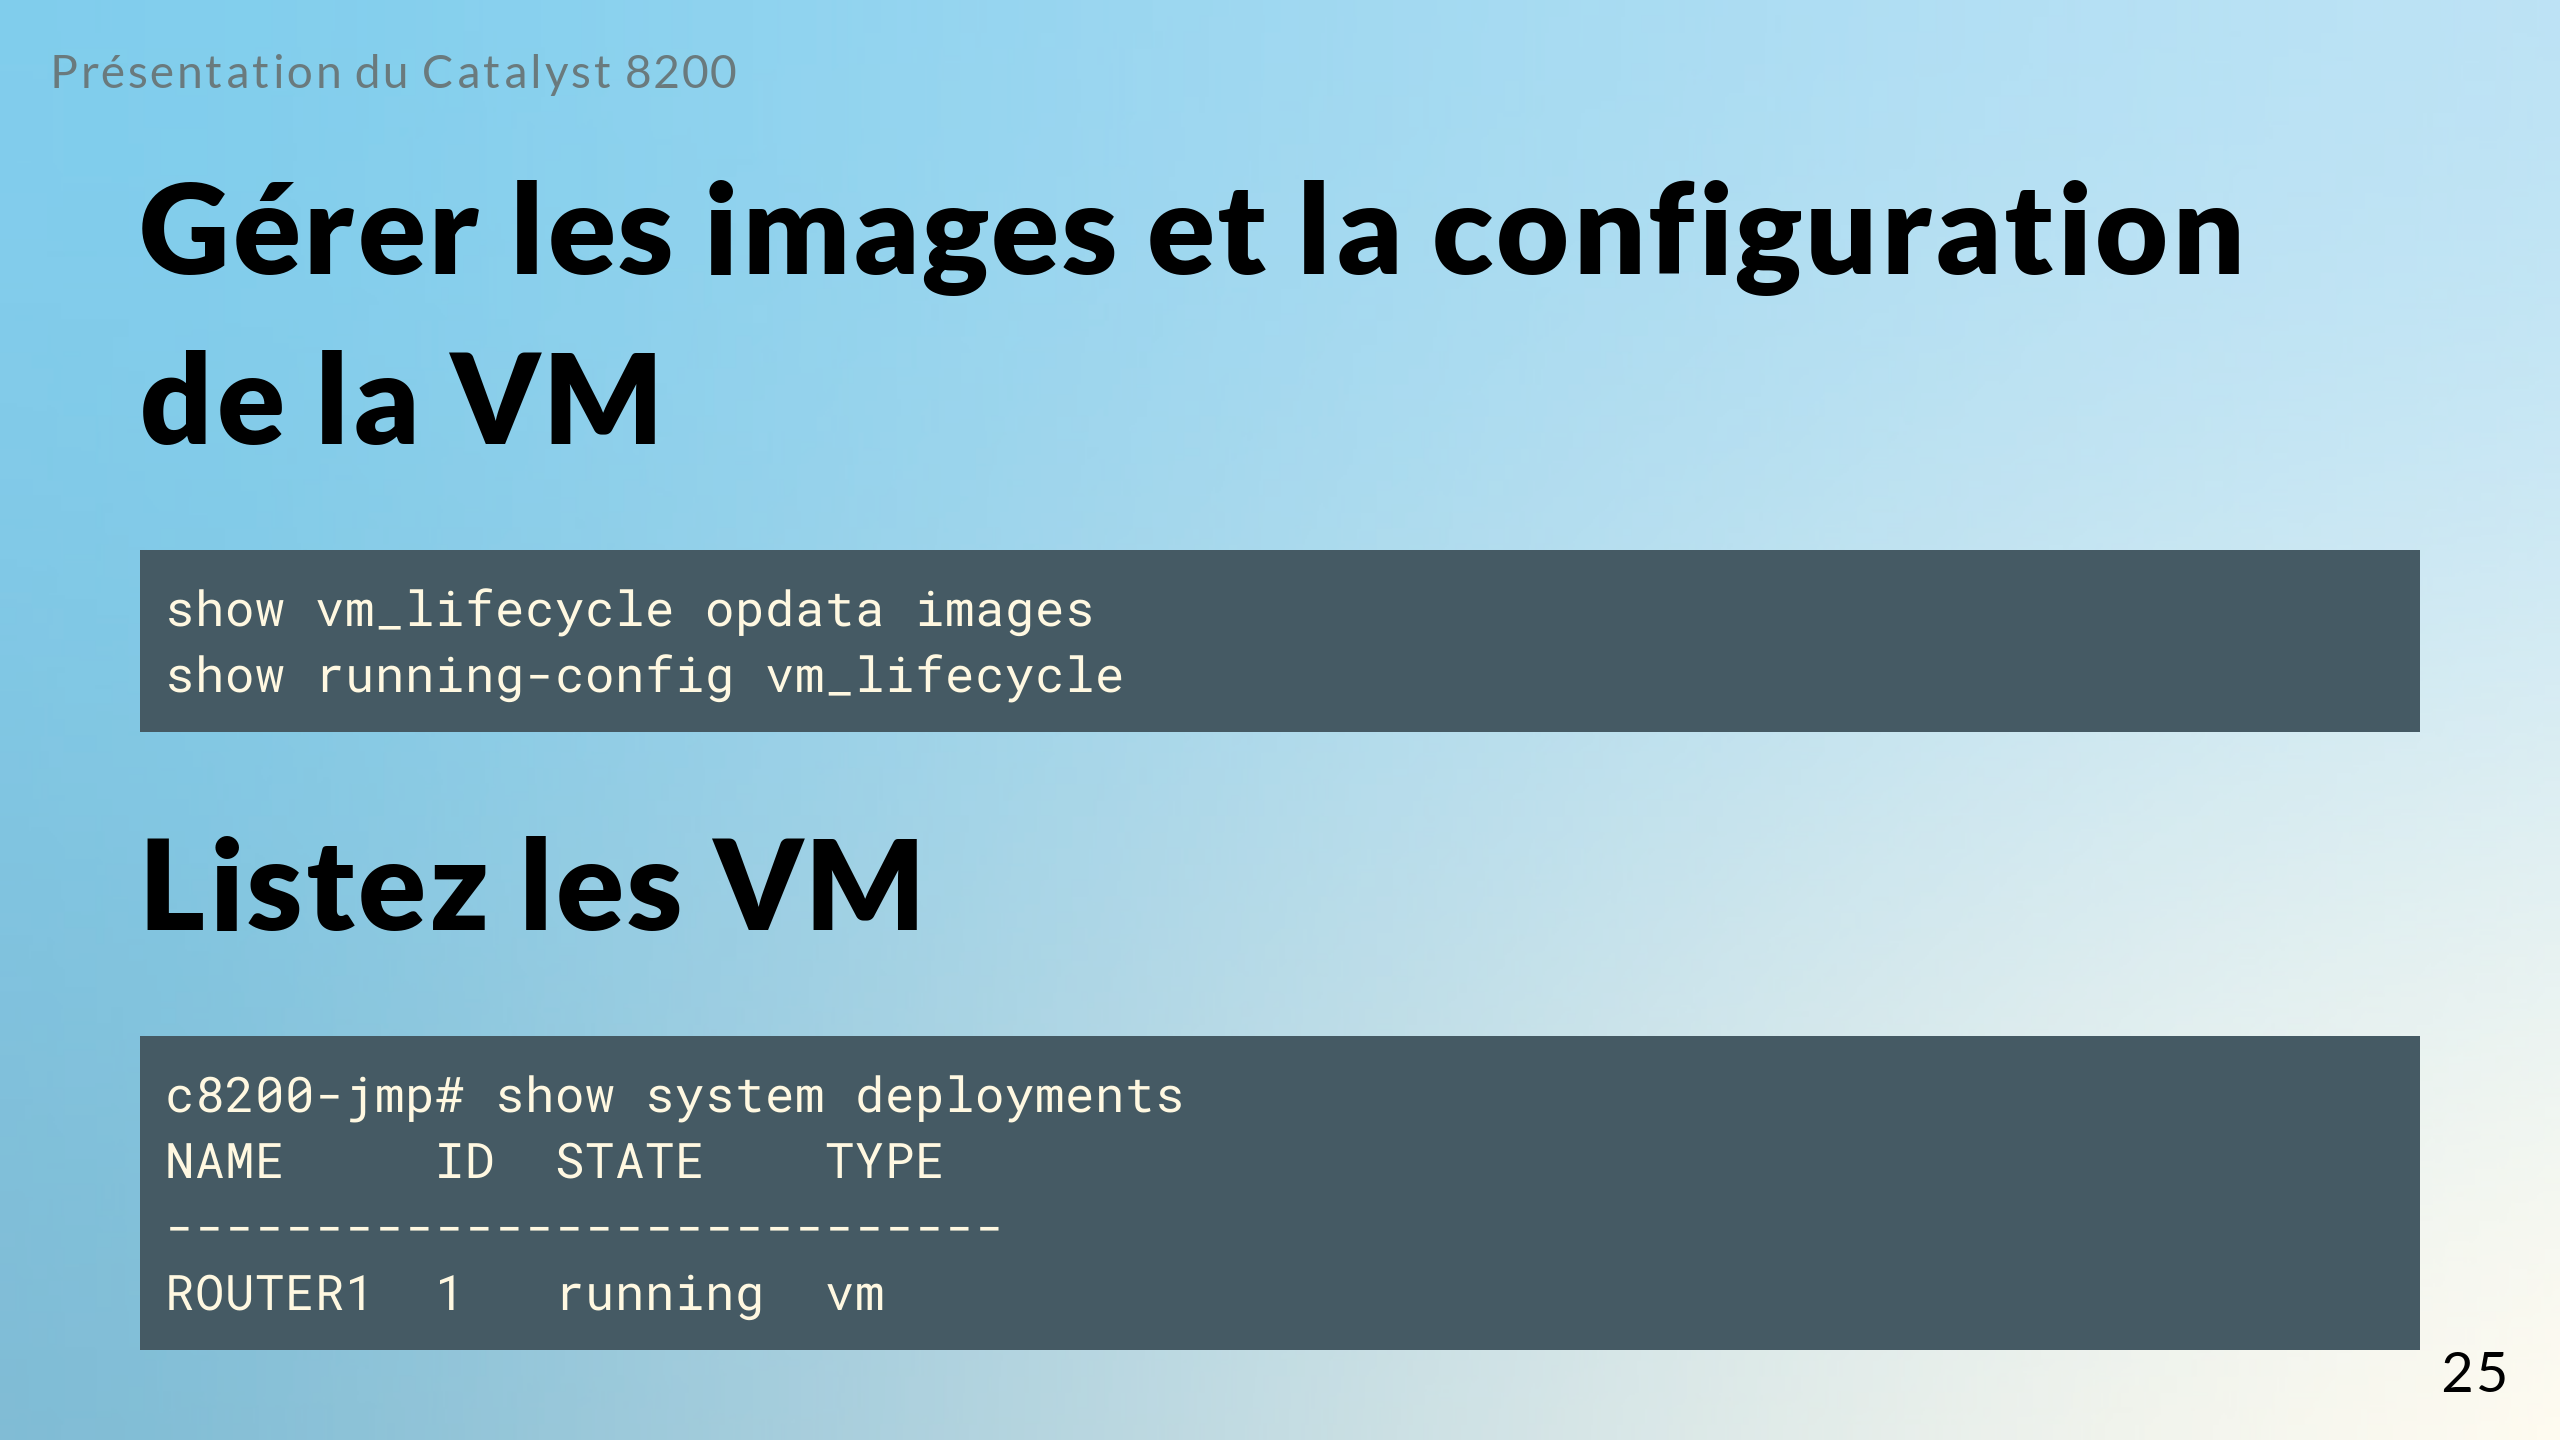 Présentation du Catalyst 8200
Gérer les images et la configuration
de la VM
show vm_lifecycle opdata images
show running-config vm_lifecycle
Listez les VM
c8200-jmp# show system deployments
NAME     ID  STATE    TYPE
----------------------------
ROUTER1  1   running  vm
25